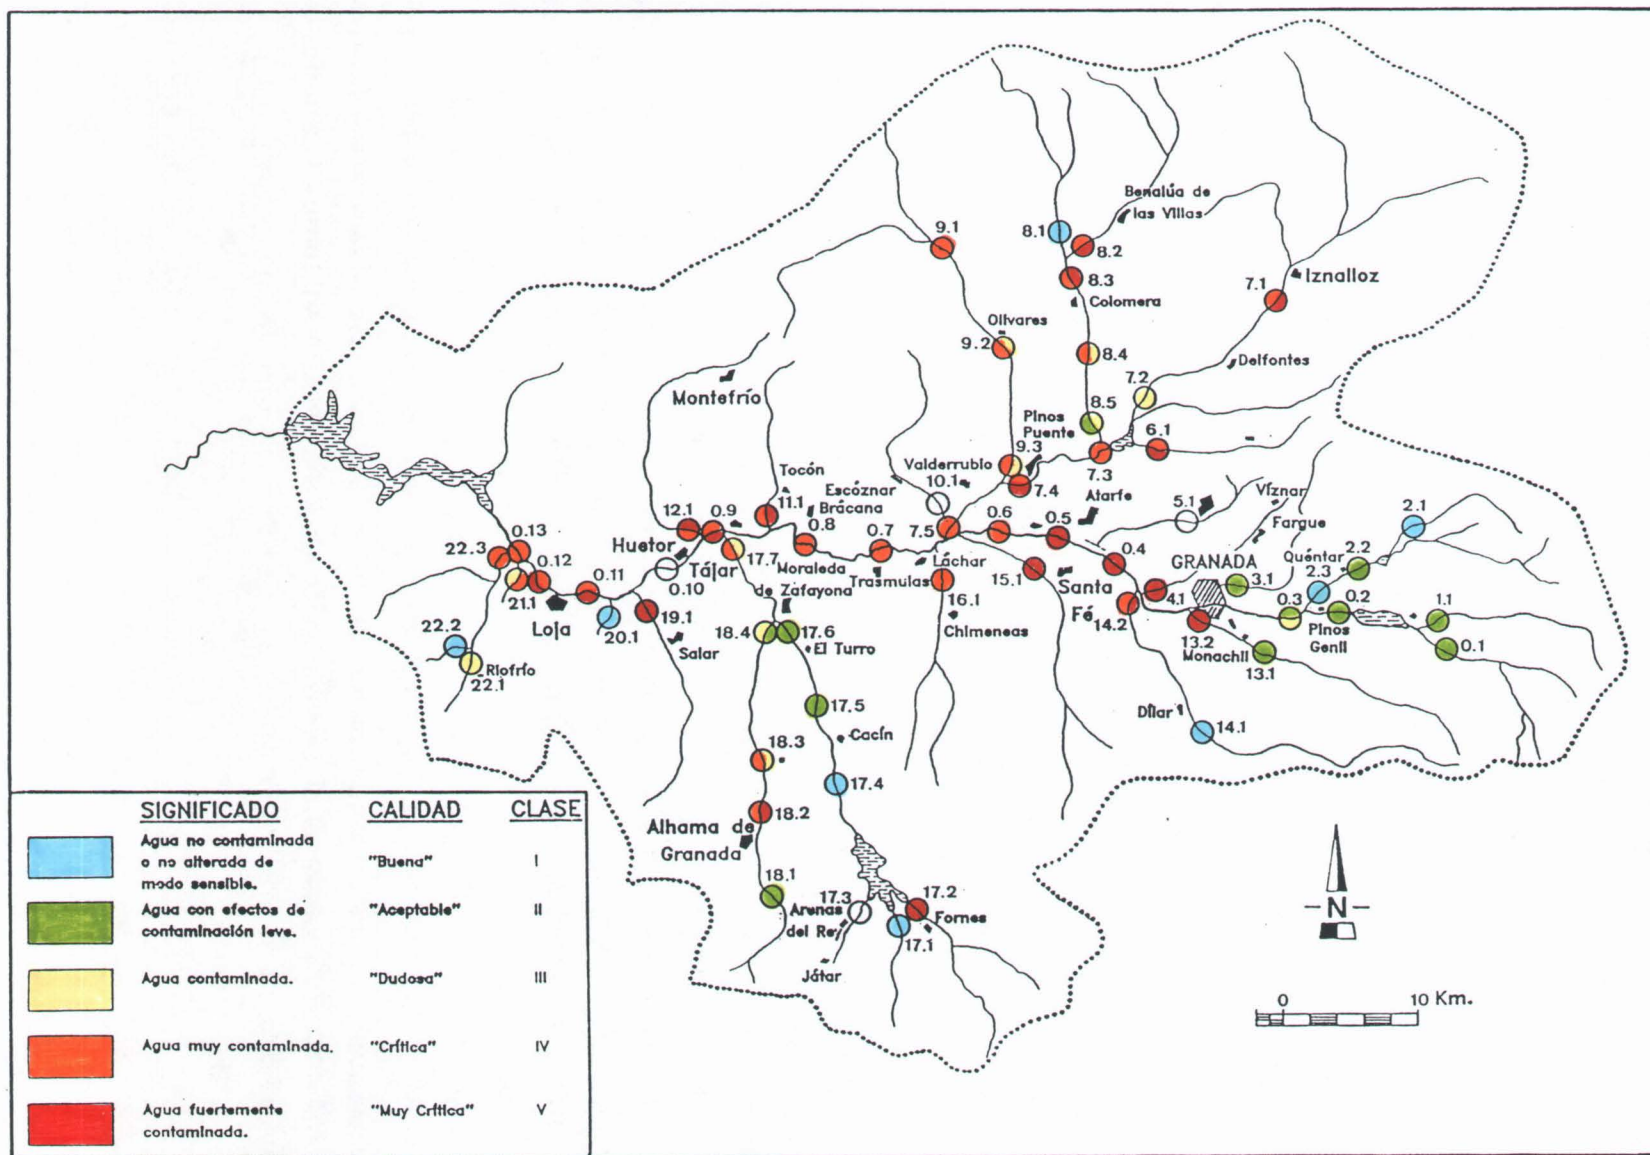 Benalúa de
las Villas
9.1
8.1
8.2
8.3
Colomera
7.1
Iznalloz
Olivares
9.2
8.4
Delfontes
7.2
Montefrío
8.5
Pinos
Puente
9.3
6.1
7.3
Valderrubio
10.1
7.4
Tocón
Escóznar
Brácana
Atarfe
5.1
Víznar
2.1
12.1
0.9
11.1
0.8
0.7
7.5
0.6
0.5
Fargue
0.13
22.3
0.12
Huetor
Tájar
17.7
Moraleda
de Zafayona
Trasmulas
Láchar
15.1
Santa
Fé
0.4
GRANADA
Quéntar
2.2
2.3
3.1
21.1
0.11
0.10
16.1
14.2
4.1
0.3
0.2
1.1
Loja
20.1
19.1
18.4
17.6
Chimeneas
13.2
Pinos
Genil
0.1
22.2
Riofrío
22.1
Salar
El Turro
Monachil
13.1
17.5
Dílar
14.1
Cacín
18.3
17.4
18.2
Alhama de
Granada
18.1
17.3
17.2
Arenas
del Re
Fornes
17.1
Játar
SIGNIFICADO CALIDAD CLASE
Agua no contaminada
o no alterada de "Buena" I
modo sensible.
Agua con efectos de "Aceptable" II
contaminación leve.
Agua contaminada. "Dudosa" III
Agua muy contaminada. "Crítica" IV
Agua fuertemente "Muy Crítica" V
contaminada.
N
0 10 Km.